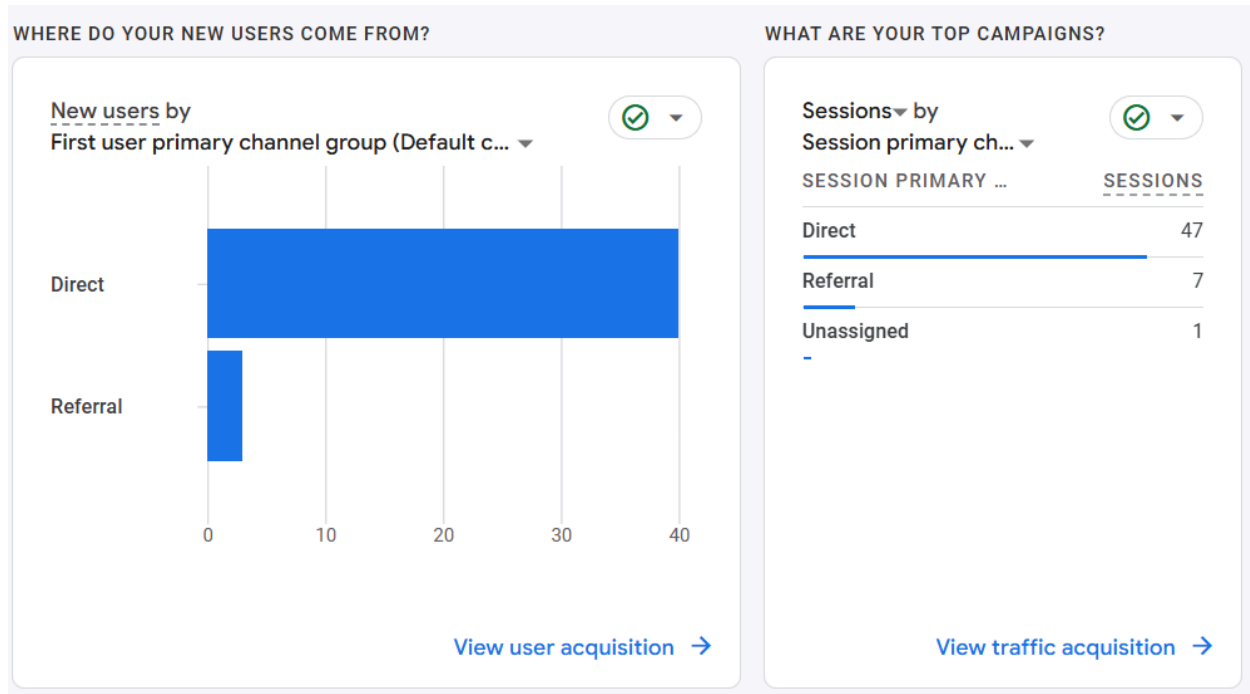 WHERE DO YOUR NEW USERS COME FROM?
New users by
First user primary channel group (Default c...
Direct
Referral
0 10 20 30 40
View user acquisition
WHAT ARE YOUR TOP CAMPAIGNS?
Sessions by
Session primary ch...
SESSION PRIMARY ... SESSIONS
Direct 47
Referral 7
Unassigned 1
View traffic acquisition